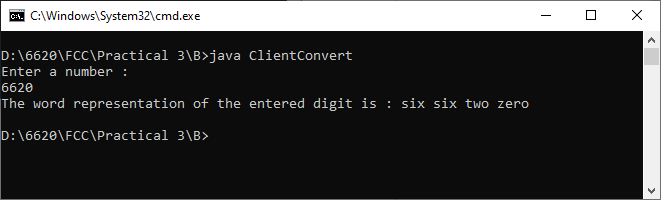 C:\Windows\System32\cmd.exe
D:\6620\FCC\Practical 3\B>java ClientConvert
Enter a number :
6620
The word representation of the entered digit is : six six two zero
D:\6620\FCC\Practical 3\B>